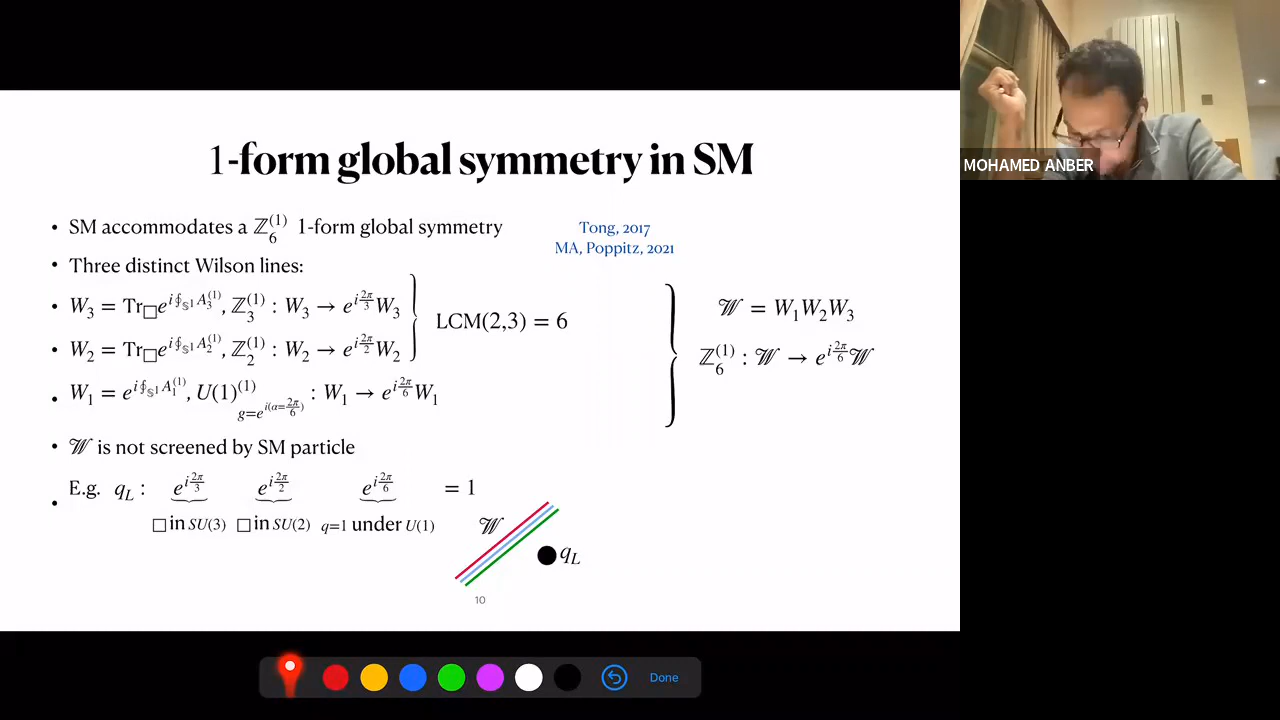 1-form global symmetry in SM
• SM accommodates a ℤ₆⁽¹⁾ 1-form global symmetry
Tong, 2017
MA, Poppitz, 2021
• Three distinct Wilson lines:
• W₃ = Tr□ e^{i∮_{𝕊¹} A₃⁽¹⁾}, ℤ₃⁽¹⁾ : W₃ → e^{i2π/3} W₃
• W₂ = Tr□ e^{i∮_{𝕊¹} A₂⁽¹⁾}, ℤ₂⁽¹⁾ : W₂ → e^{i2π/2} W₂
LCM(2,3) = 6
• W₁ = e^{i∮_{𝕊¹} A₁⁽¹⁾}, U(1)⁽¹⁾_{g=e^{i(α=2π/6)}} : W₁ → e^{i2π/6} W₁
𝒲 = W₁W₂W₃
ℤ₆⁽¹⁾ : 𝒲 → e^{i2π/6} 𝒲
• 𝒲 is not screened by SM particle
• E.g. q_L : e^{i2π/3} e^{i2π/2} e^{i2π/6} = 1
□ in SU(3) □ in SU(2) q=1 under U(1)
𝒲
q_L
10
MOHAMED ANBER
Done